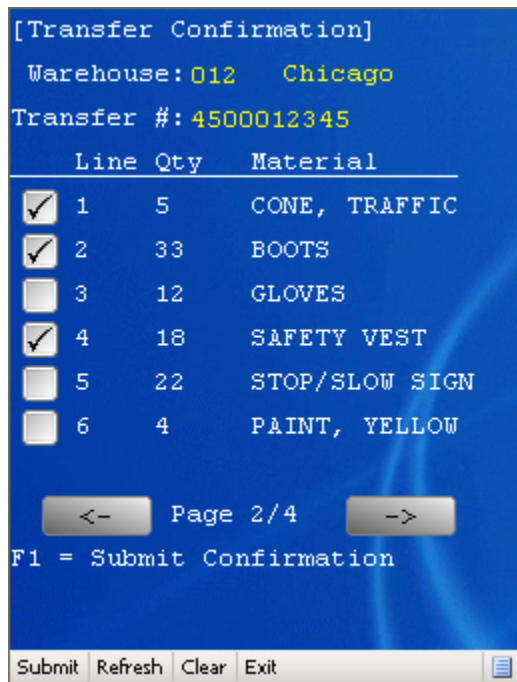 [Transfer Confirmation]
Warehouse: 012 Chicago
Transfer #: 4500012345
Line Qty Material
1 5 CONE, TRAFFIC
2 33 BOOTS
3 12 GLOVES
4 18 SAFETY VEST
5 22 STOP/SLOW SIGN
6 4 PAINT, YELLOW
<- Page 2/4 ->
F1 = Submit Confirmation
Submit Refresh Clear Exit